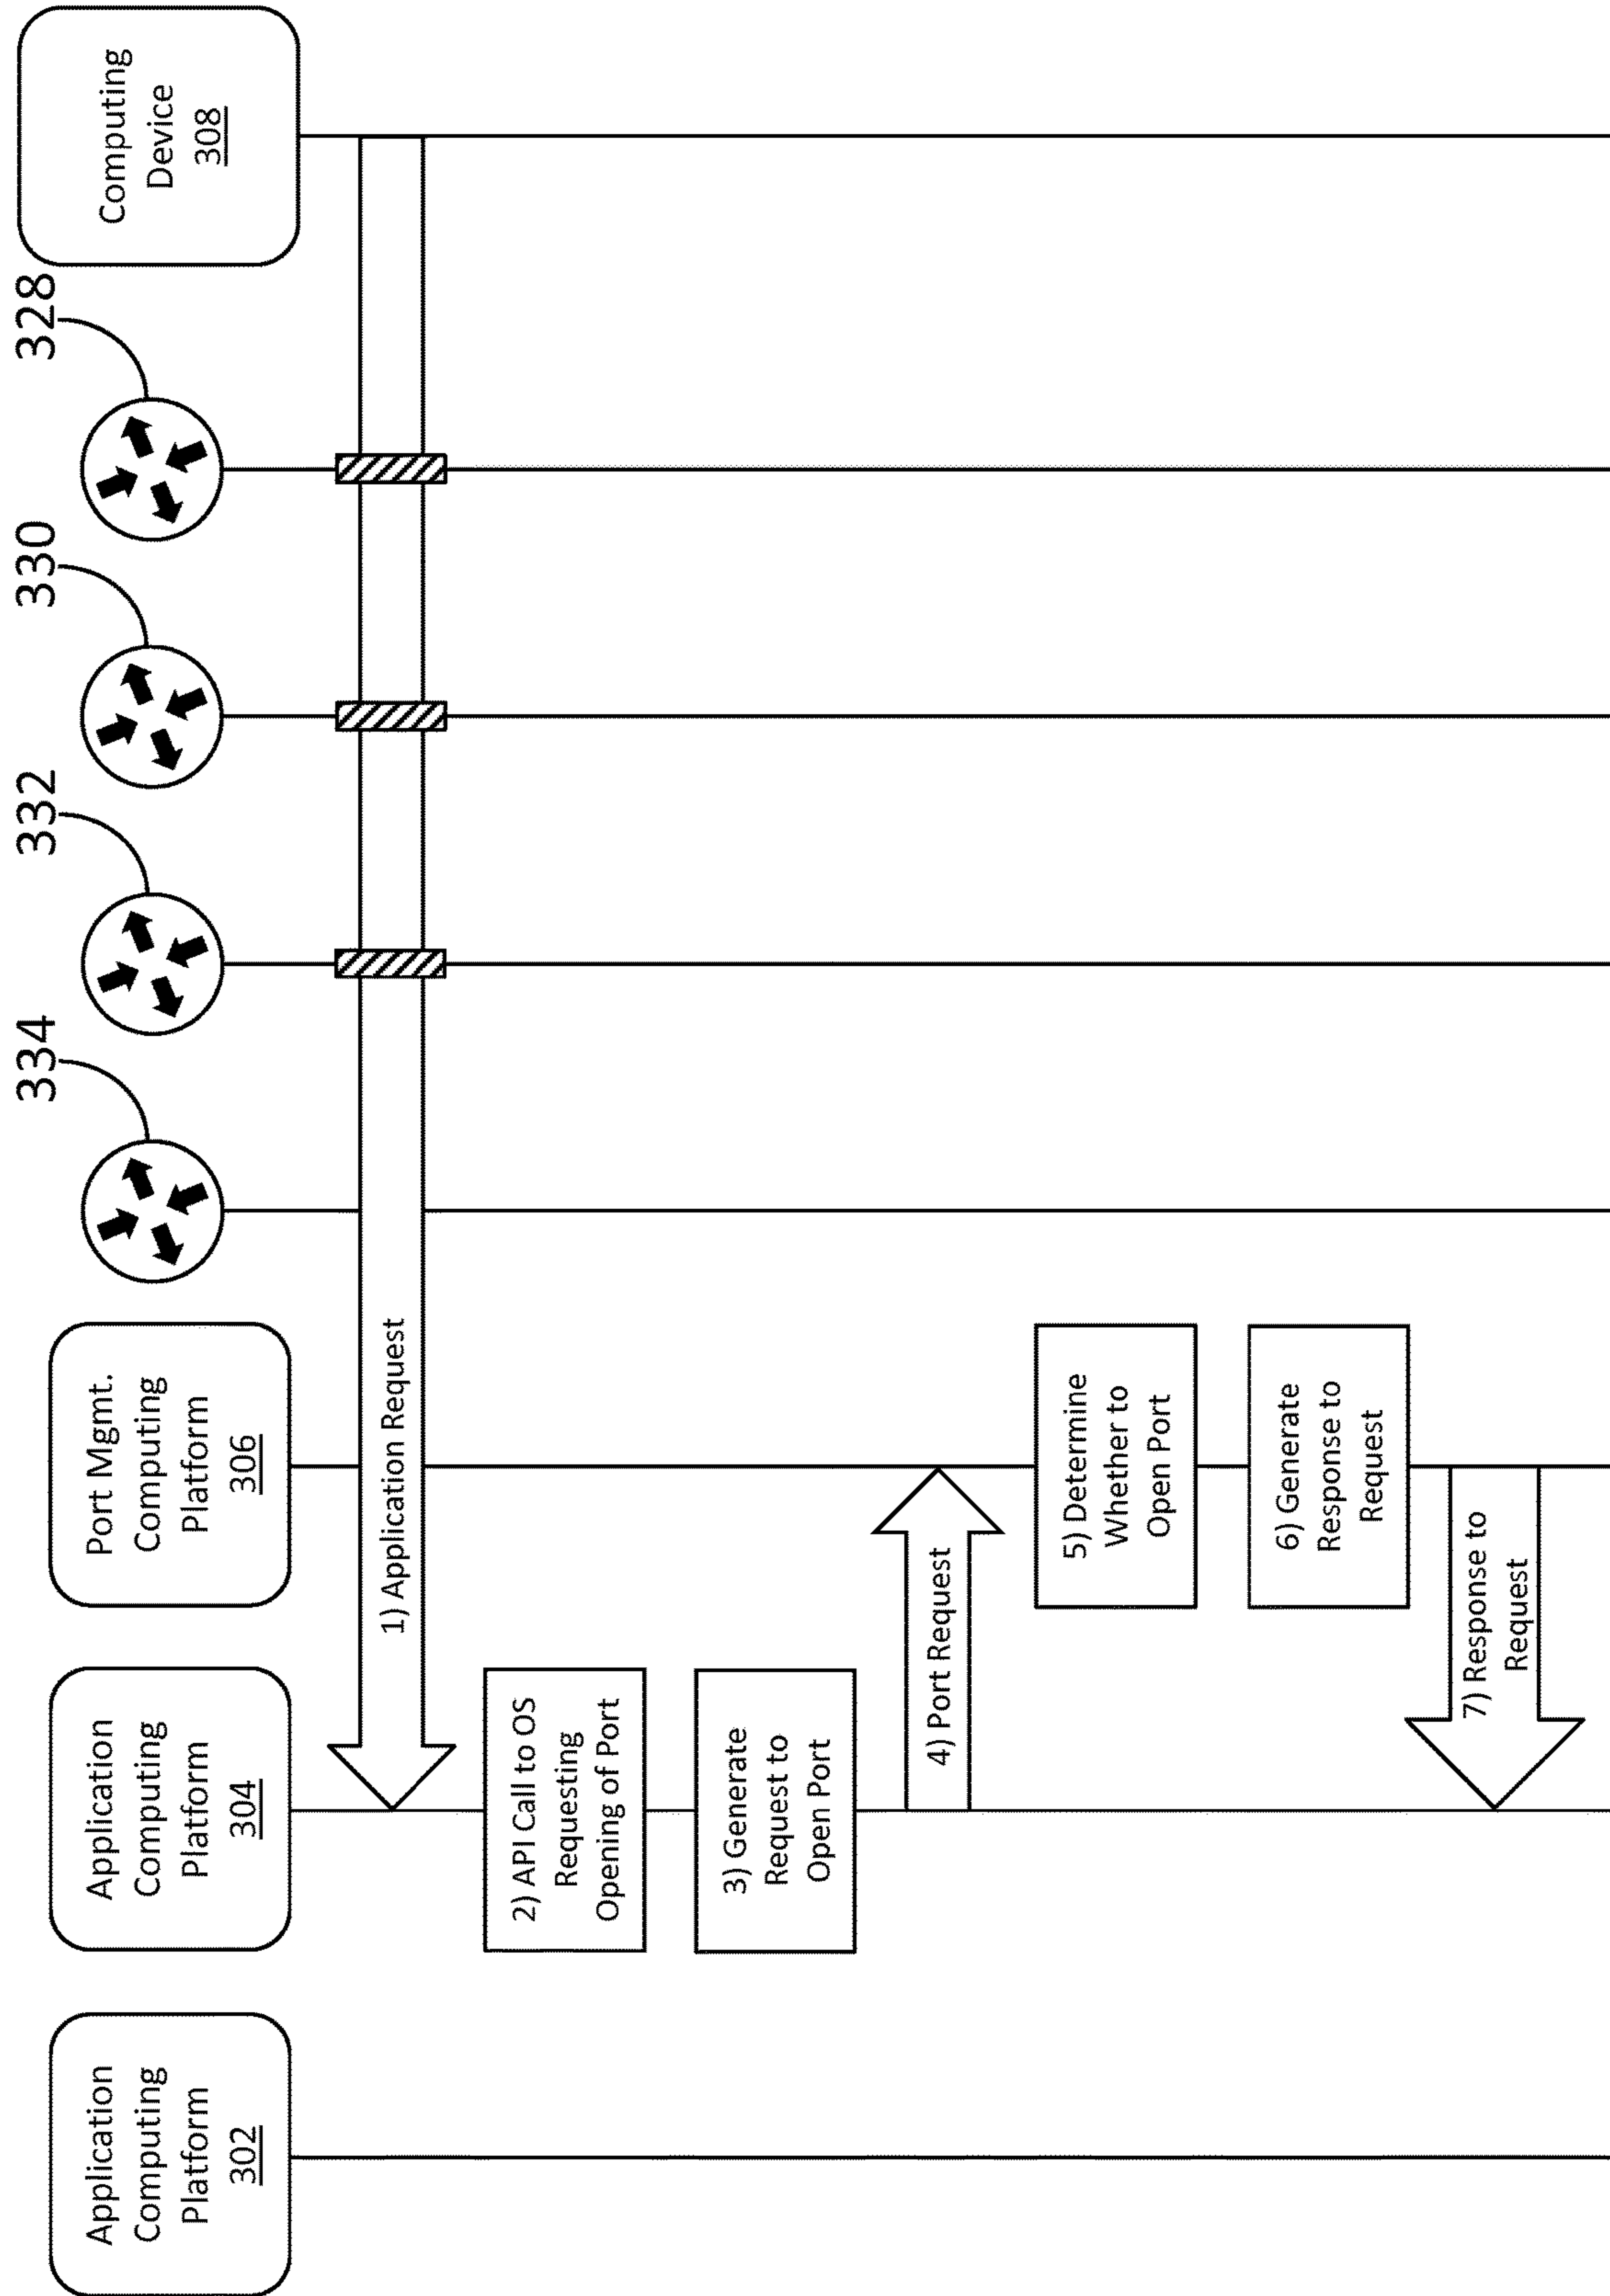 Application
Computing
Platform
302
Application
Computing
Platform
304
Port Mgmt.
Computing
Platform
306
334
332
330
328
Computing
Device
308
1) Application Request
2) API Call to OS
Requesting
Opening of Port
3) Generate
Request to
Open Port
4) Port Request
5) Determine
Whether to
Open Port
6) Generate
Response to
Request
7) Response to
Request